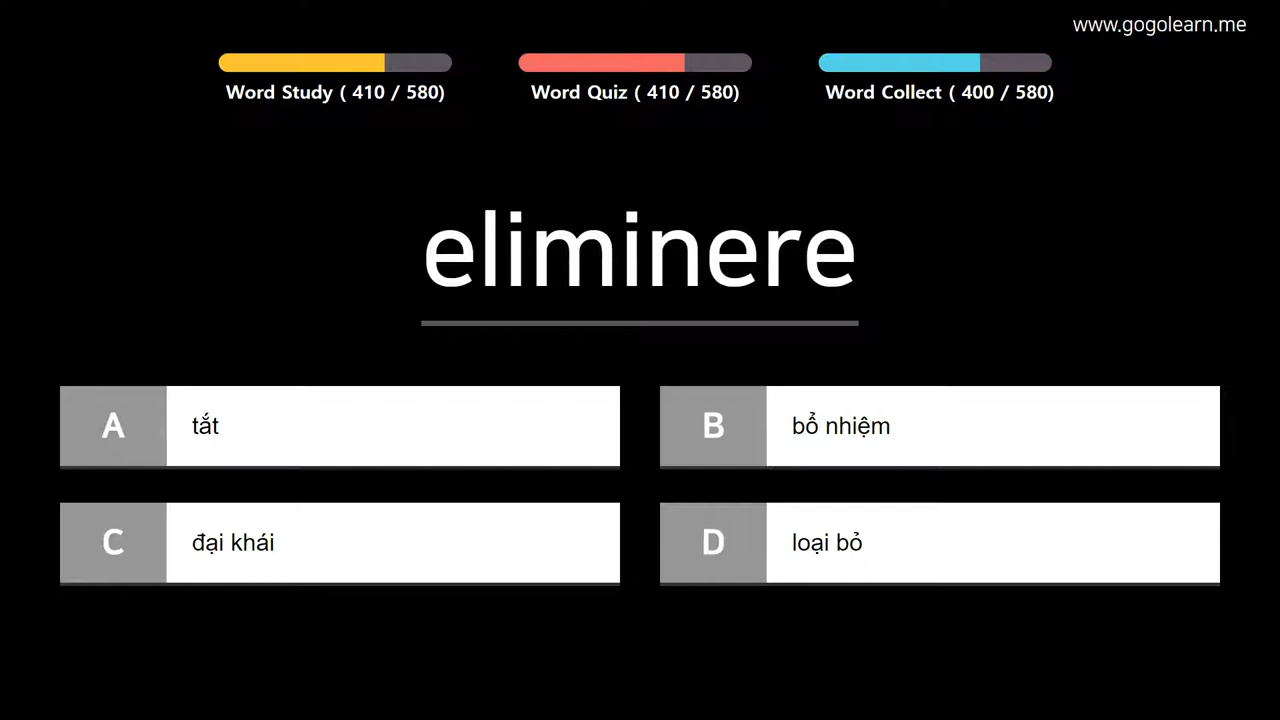 www.gogolearn.me
Word Study ( 410 / 580)
Word Quiz ( 410 / 580)
Word Collect ( 400 / 580)
eliminere
A
tắt
B
bổ nhiệm
C
đại khái
D
loại bỏ